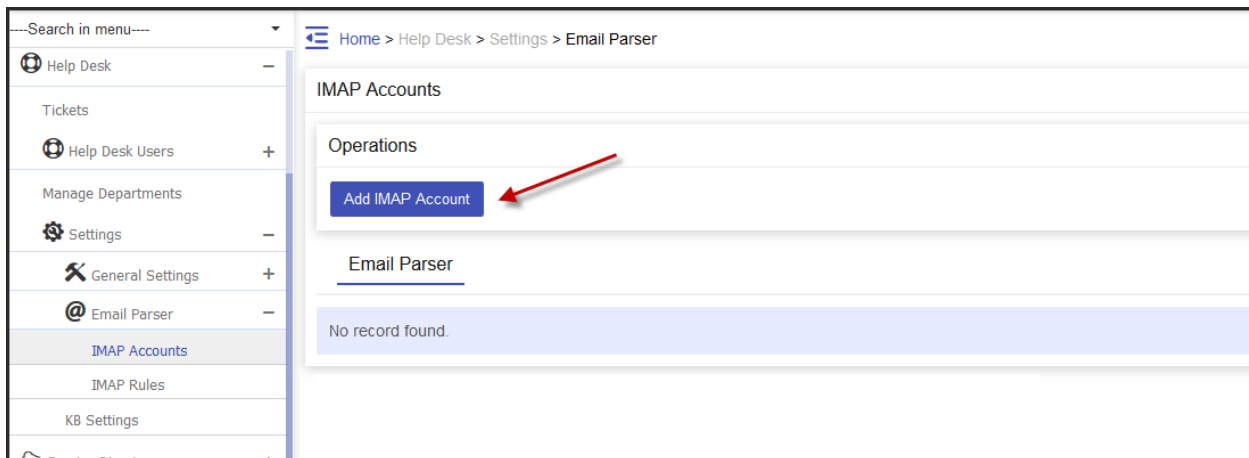 ----Search in menu----
Help Desk
Tickets
Help Desk Users
Manage Departments
Settings
General Settings
Email Parser
IMAP Accounts
IMAP Rules
KB Settings
Home > Help Desk > Settings > Email Parser
IMAP Accounts
Operations
Add IMAP Account
Email Parser
No record found.